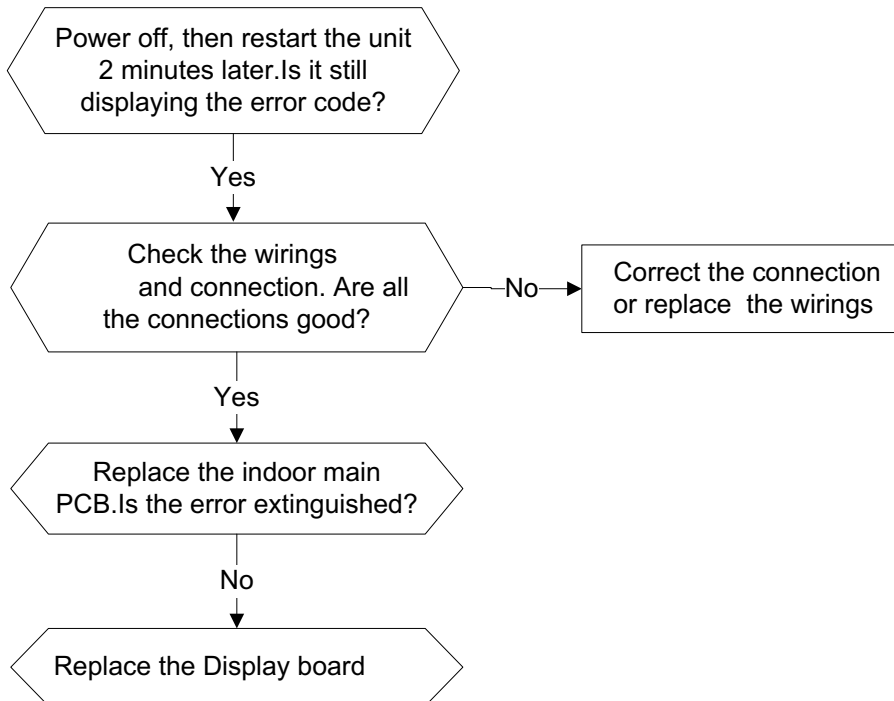 Power off, then restart the unit
2 minutes later.Is it still
displaying the error code?
Yes
Check the wirings
and connection. Are all
the connections good?
No
Correct the connection
or replace the wirings
Yes
Replace the indoor main
PCB.Is the error extinguished?
No
Replace the Display board